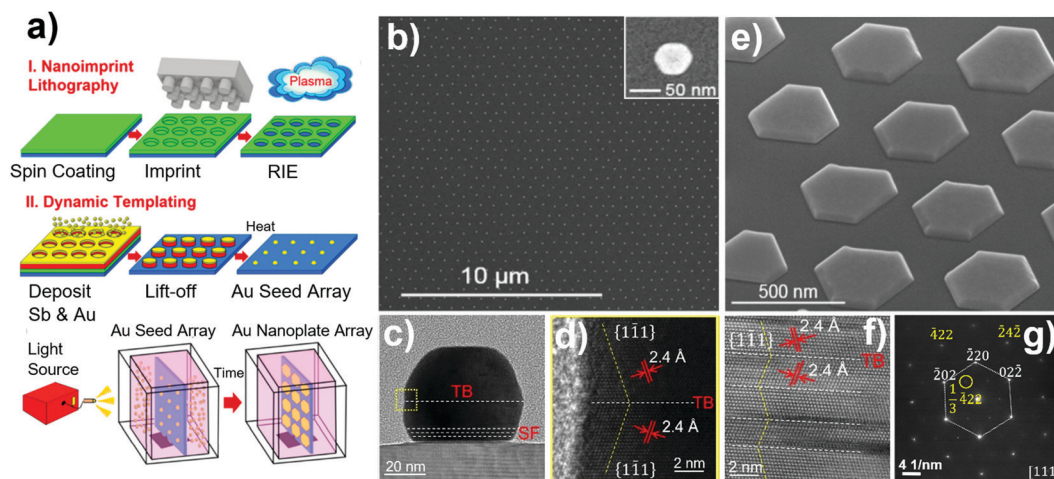 a)
I. Nanoimprint
Lithography
Plasma
Spin Coating
Imprint
RIE
II. Dynamic Templating
Heat
Deposit
Sb & Au
Lift-off
Au Seed Array
Au Seed Array
Au Nanoplate Array
Light
Source
Time
b)
50 nm
10 µm
c)
TB
SF
20 nm
d)
{11̅1}
2.4 Å
TB
2.4 Å
{11̅1}
2 nm
e)
500 nm
f)
2.4 Å
TB
2.4 Å
2 nm
g)
4̅22
2̅42̅
2̅20
2̅02
022̅
1/3 4̅22
4 1/nm
[111